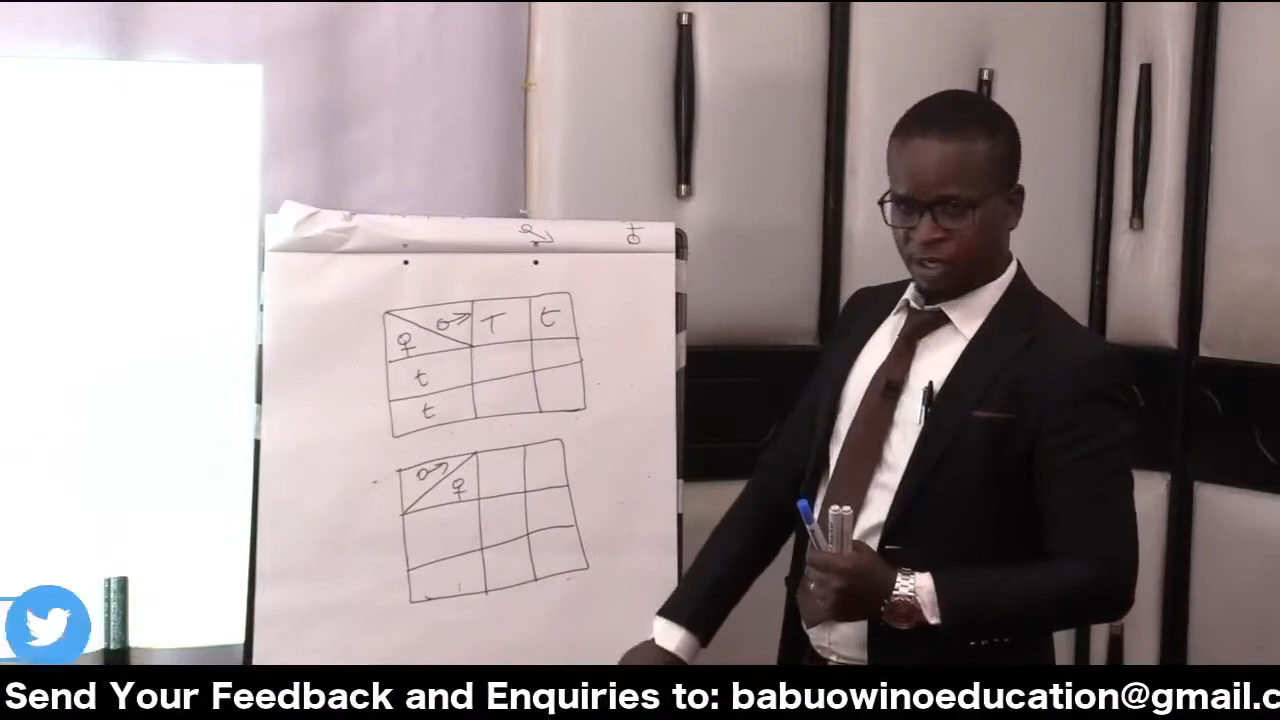 ♂ ♀
♀ ♂ T t
t
t
♂ ♀
Send Your Feedback and Enquiries to: babuowinoeducation@gmail.c